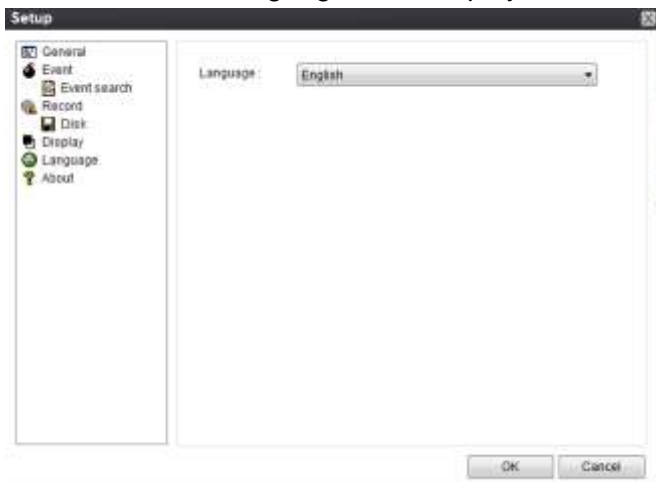 Setup
General
Event
Event search
Record
Disk
Display
Language
About
Language :
English
OK
Cancel